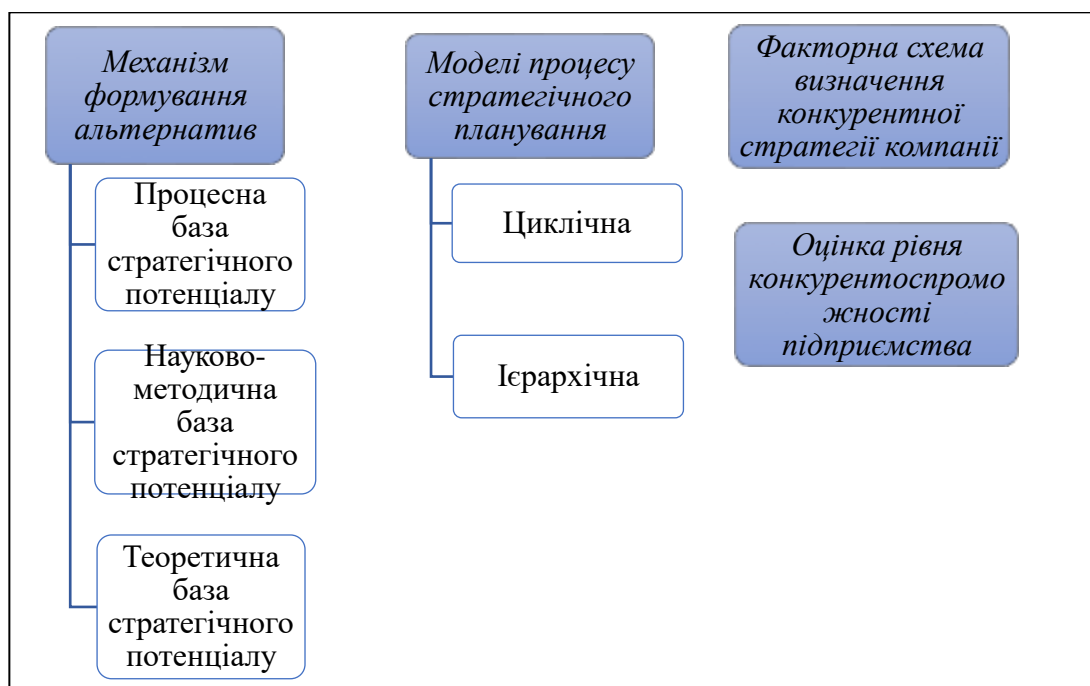 Механізм
формування
альтернатив
Процесна
база
стратегічного
потенціалу
Науково-
методична
база
стратегічного
потенціалу
Теоретична
база
стратегічного
потенціалу
Моделі процесу
стратегічного
планування
Циклічна
Ієрархічна
Факторна схема
визначення
конкурентної
стратегії компанії
Оцінка рівня
конкурентоспромо
жності
підприємства